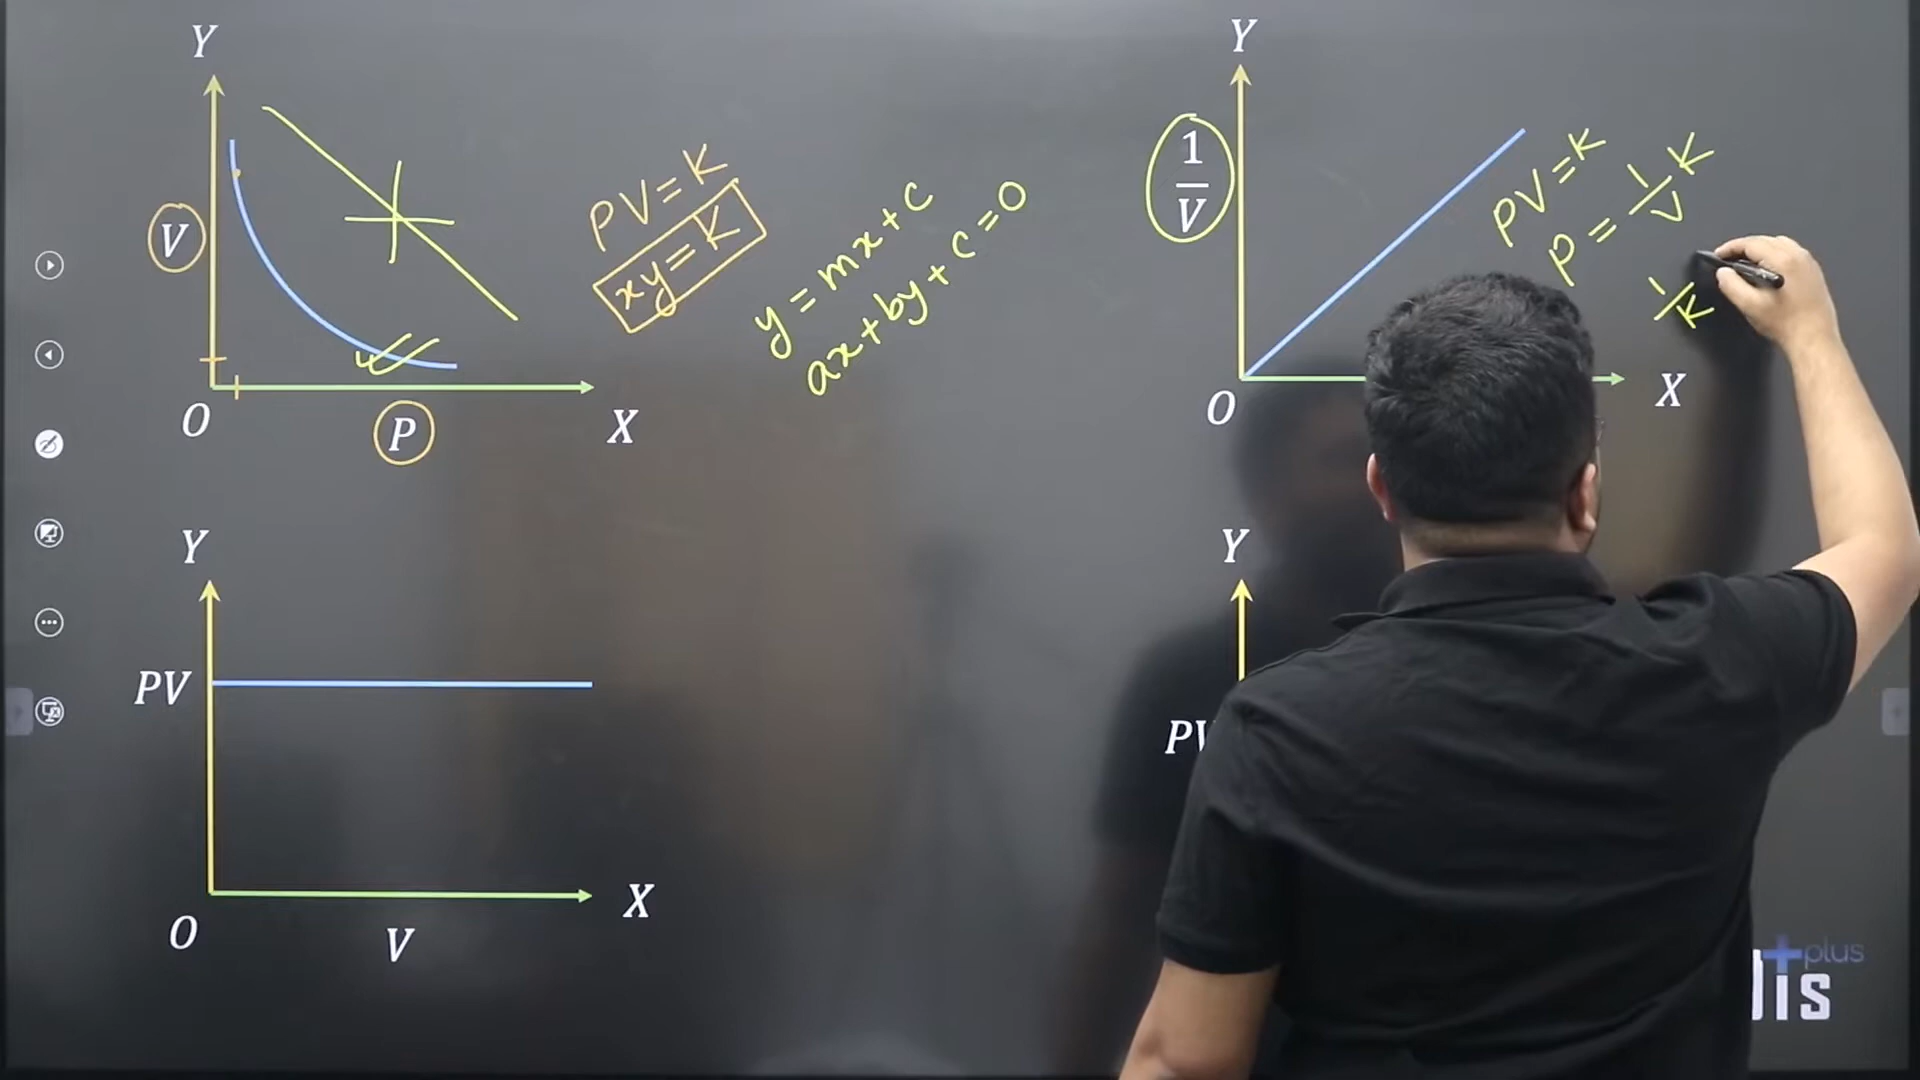 Y
V
O
P
X
PV=K
xy=K
y=mx+c
ax+by+c=0
Y
1/V
O
X
PV=K
P=1/V K
1/K
Y
PV
O
V
X
Y
PV
plus